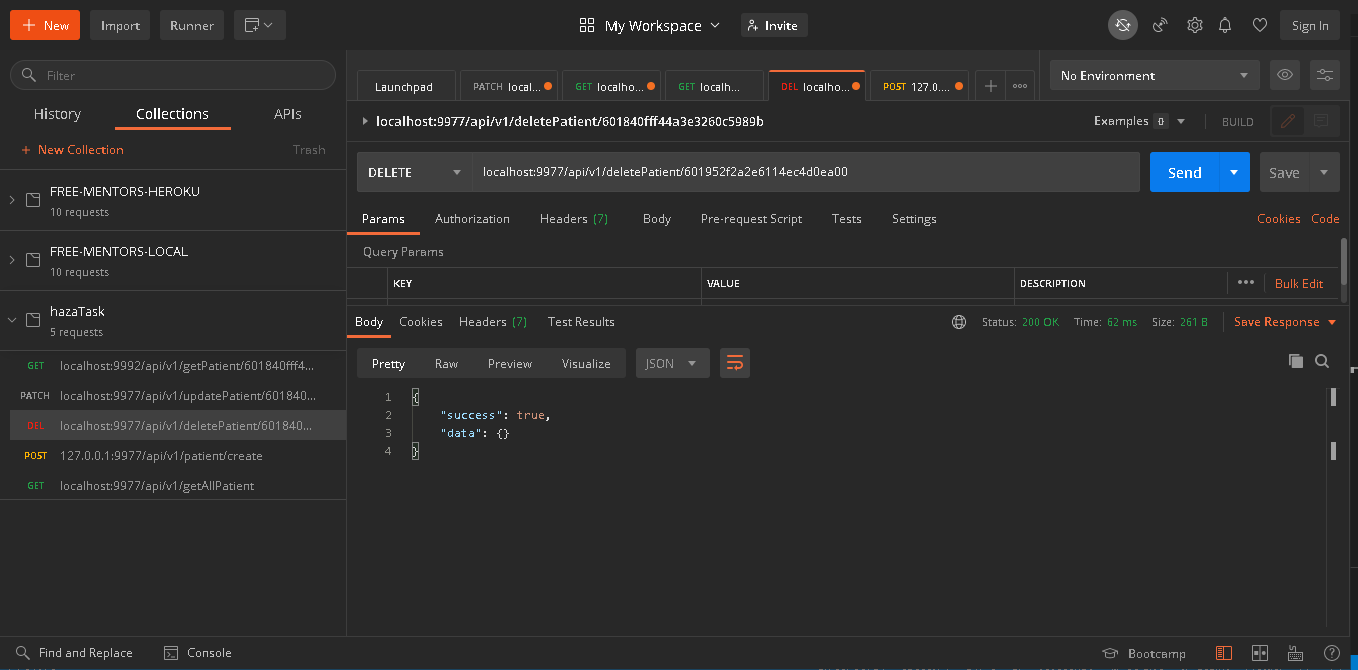 New Import Runner My Workspace Invite Sign In
Filter
History Collections APIs
New Collection Trash
FREE-MENTORS-HEROKU
10 requests
FREE-MENTORS-LOCAL
10 requests
hazaTask
5 requests
GET localhost:9992/api/v1/getPatient/601840fff4...
PATCH localhost:9977/api/v1/updatePatient/601840...
DEL localhost:9977/api/v1/deletePatient/601840...
POST 127.0.0.1:9977/api/v1/patient/create
GET localhost:9977/api/v1/getAllPatient
Launchpad PATCH local... GET localho... GET localh... DEL localho... POST 127.0.... No Environment
localhost:9977/api/v1/deletePatient/601840fff44a3e3260c5989b Examples 0 BUILD
DELETE localhost:9977/api/v1/deletePatient/601952f2a2e6114ec4d0ea00 Send Save
Params Authorization Headers (7) Body Pre-request Script Tests Settings Cookies Code
Query Params
KEY VALUE DESCRIPTION Bulk Edit
Body Cookies Headers (7) Test Results Status: 200 OK Time: 62 ms Size: 261 B Save Response
Pretty Raw Preview Visualize JSON
1 {
2 "success": true,
3 "data": {}
4 }
Find and Replace Console Bootcamp